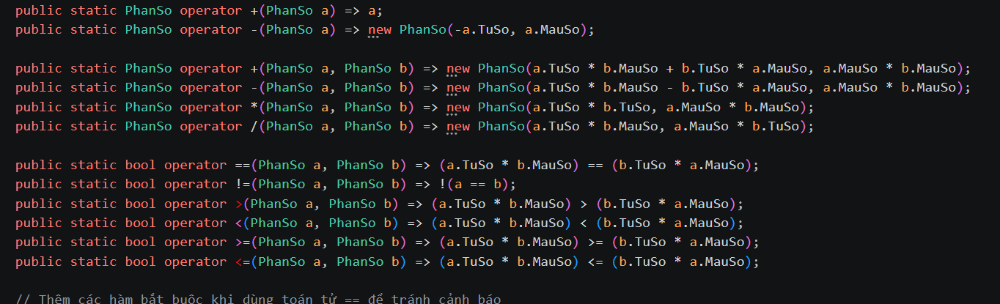 public static PhanSo operator +(PhanSo a) => a;
public static PhanSo operator -(PhanSo a) => new PhanSo(-a.TuSo, a.MauSo);
public static PhanSo operator +(PhanSo a, PhanSo b) => new PhanSo(a.TuSo * b.MauSo + b.TuSo * a.MauSo, a.MauSo * b.MauSo);
public static PhanSo operator -(PhanSo a, PhanSo b) => new PhanSo(a.TuSo * b.MauSo - b.TuSo * a.MauSo, a.MauSo * b.MauSo);
public static PhanSo operator *(PhanSo a, PhanSo b) => new PhanSo(a.TuSo * b.TuSo, a.MauSo * b.MauSo);
public static PhanSo operator /(PhanSo a, PhanSo b) => new PhanSo(a.TuSo * b.MauSo, a.MauSo * b.TuSo);
public static bool operator ==(PhanSo a, PhanSo b) => (a.TuSo * b.MauSo) == (b.TuSo * a.MauSo);
public static bool operator !=(PhanSo a, PhanSo b) => !(a == b);
public static bool operator >(PhanSo a, PhanSo b) => (a.TuSo * b.MauSo) > (b.TuSo * a.MauSo);
public static bool operator <(PhanSo a, PhanSo b) => (a.TuSo * b.MauSo) < (b.TuSo * a.MauSo);
public static bool operator >=(PhanSo a, PhanSo b) => (a.TuSo * b.MauSo) >= (b.TuSo * a.MauSo);
public static bool operator <=(PhanSo a, PhanSo b) => (a.TuSo * b.MauSo) <= (b.TuSo * a.MauSo);
// Thêm các hàm bắt buộc khi dùng toán tử == để tránh cảnh báo